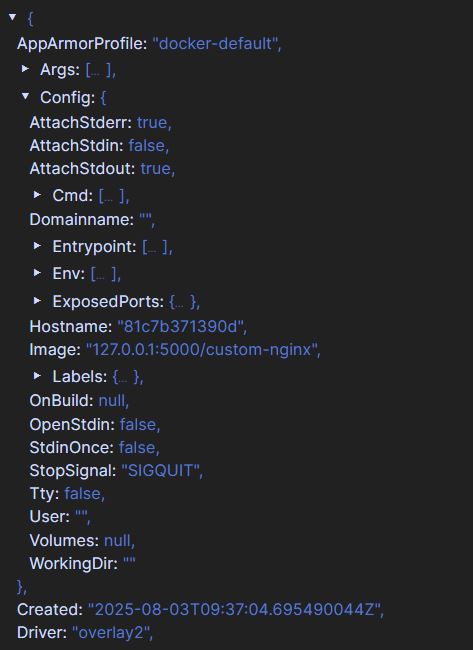 {
AppArmorProfile: "docker-default",
Args: [... ],
Config: {
AttachStderr: true,
AttachStdin: false,
AttachStdout: true,
Cmd: [... ],
Domainname: "",
Entrypoint: [... ],
Env: [... ],
ExposedPorts: {... },
Hostname: "81c7b371390d",
Image: "127.0.0.1:5000/custom-nginx",
Labels: {... },
OnBuild: null,
OpenStdin: false,
StdinOnce: false,
StopSignal: "SIGQUIT",
Tty: false,
User: "",
Volumes: null,
WorkingDir: ""
},
Created: "2025-08-03T09:37:04.695490044Z",
Driver: "overlay2",